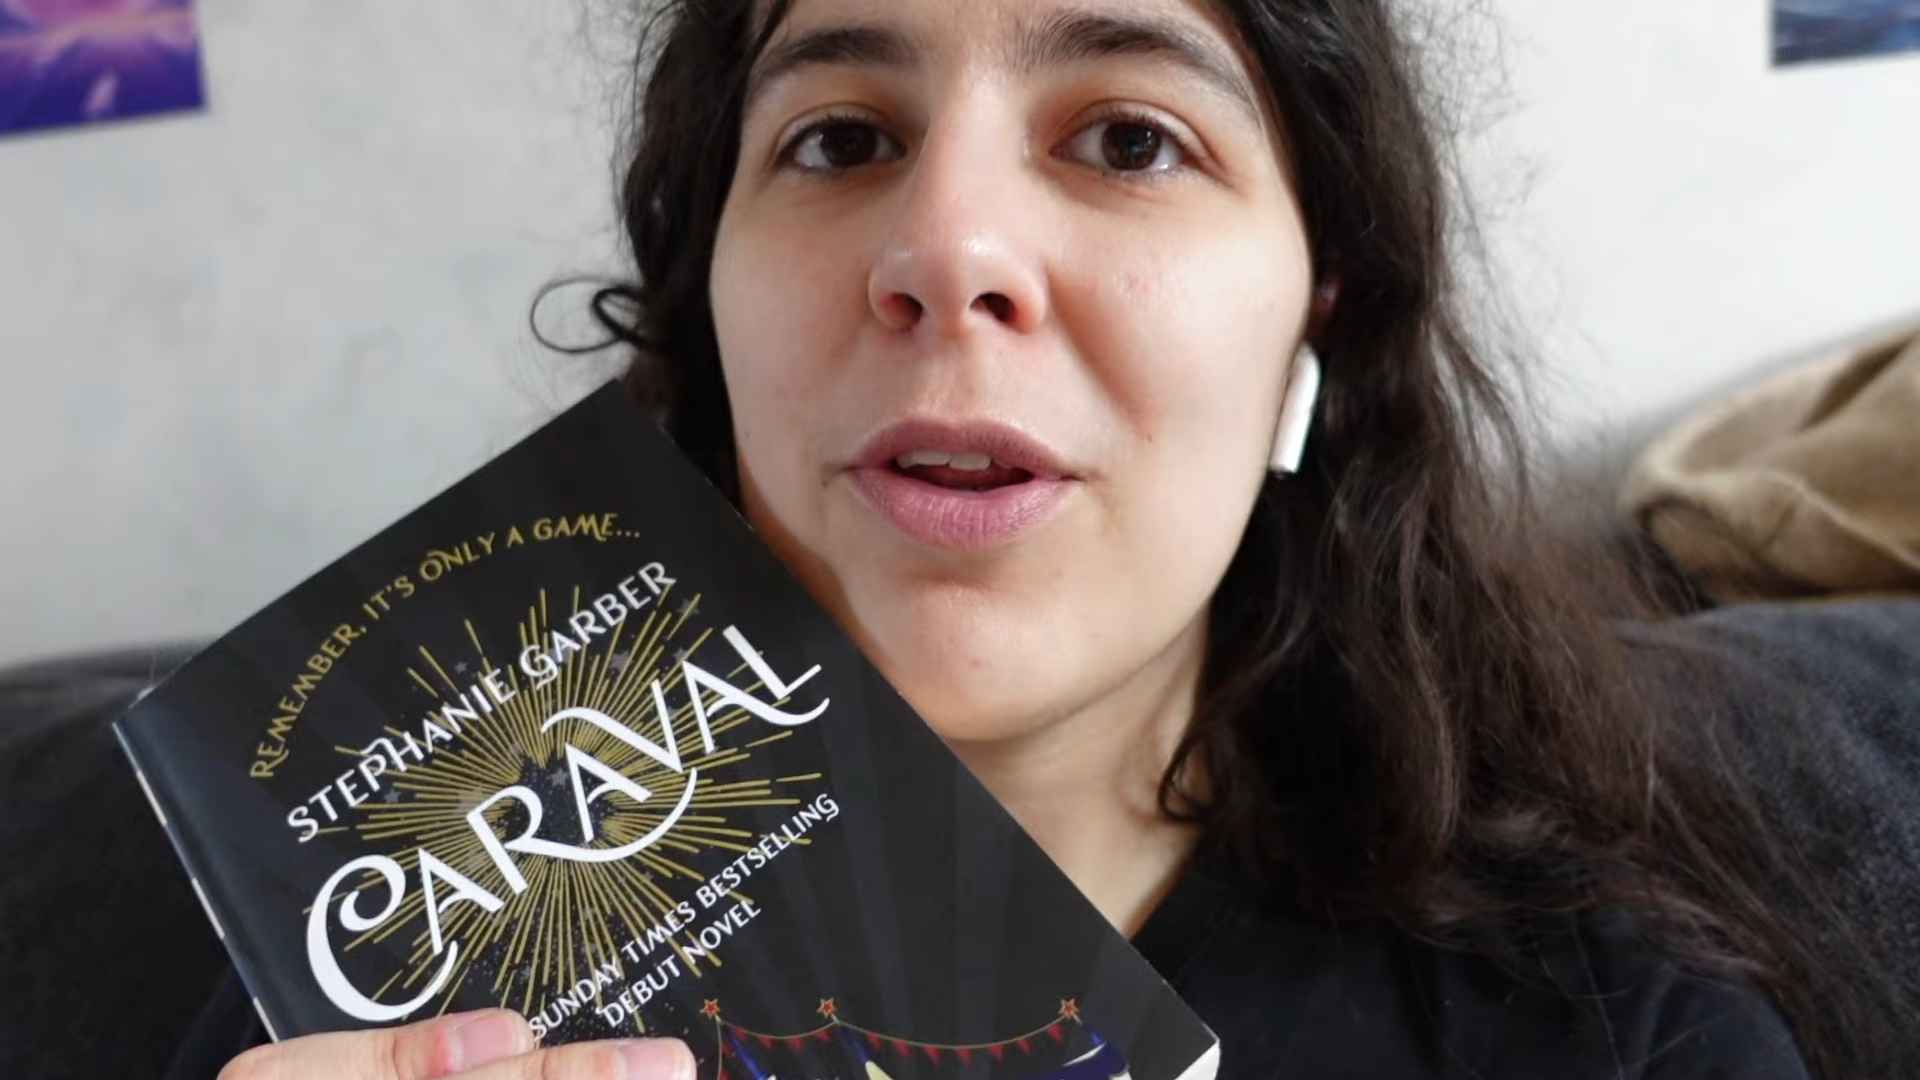 REMEMBER, IT'S ONLY A GAME...
STEPHANIE GARBER
CARAVAL
SUNDAY TIMES BESTSELLING
DEBUT NOVEL